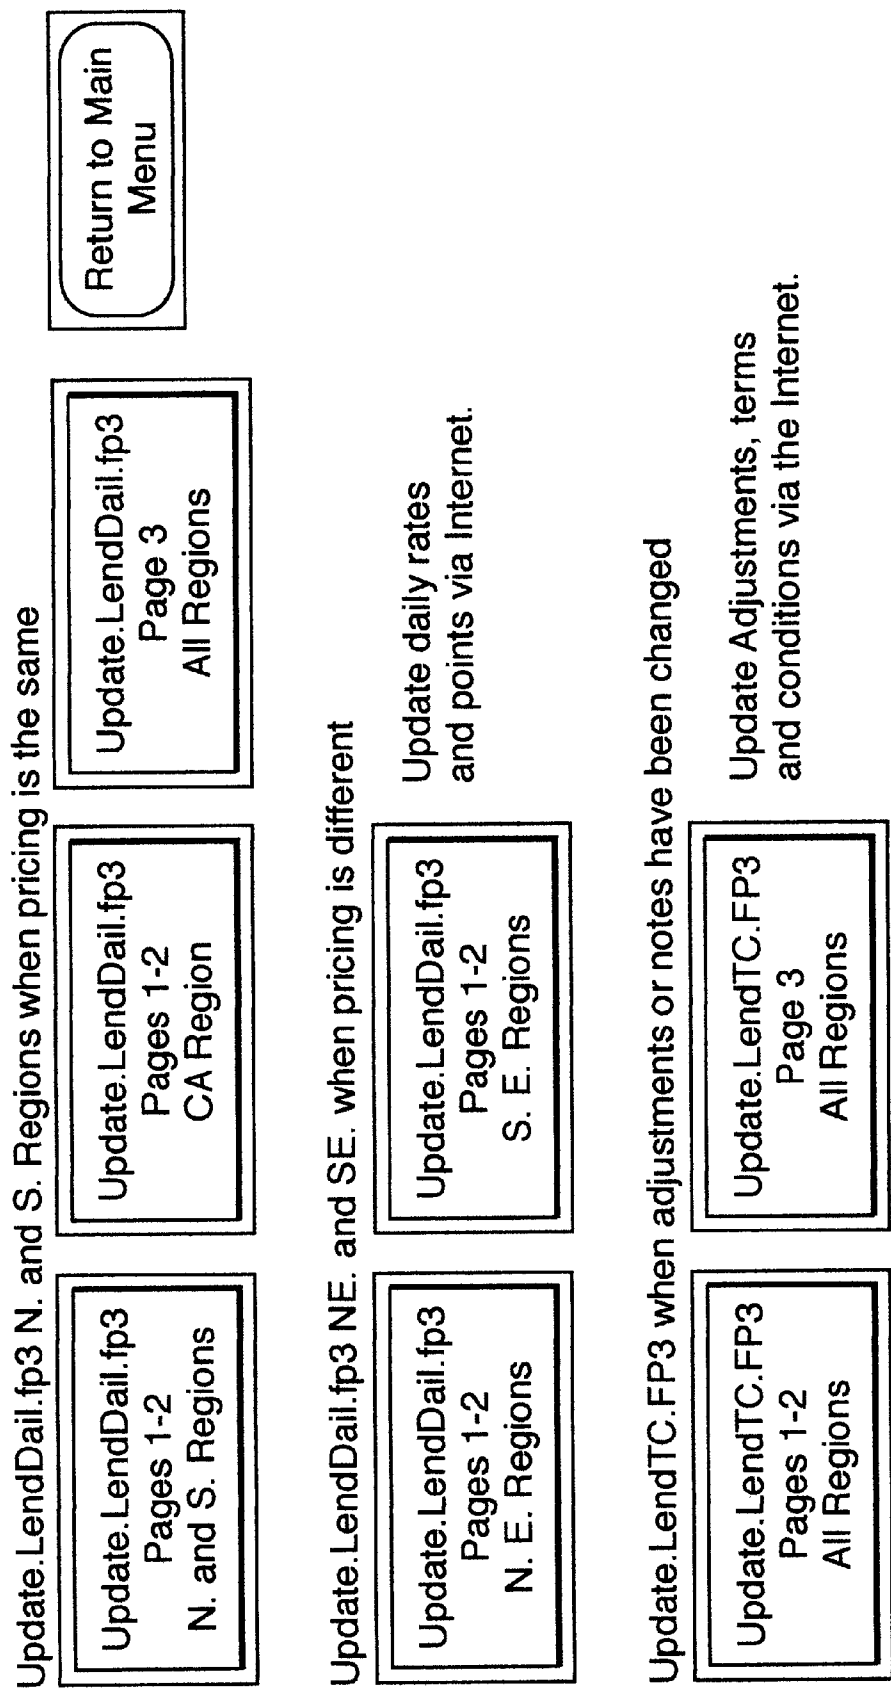 Update.LendDail.fp3 N. and S. Regions when pricing is the same
Update.LendDail.fp3
Pages 1-2
N. and S. Regions
Update.LendDail.fp3
Pages 1-2
CA Region
Update.LendDail.fp3
Page 3
All Regions
Return to Main
Menu
Update.LendDail.fp3 NE. and SE. when pricing is different
Update.LendDail.fp3
Pages 1-2
N. E. Regions
Update.LendDail.fp3
Pages 1-2
S. E. Regions
Update daily rates
and points via Internet.
Update.LendTC.FP3 when adjustments or notes have been changed
Update.LendTC.FP3
Pages 1-2
All Regions
Update.LendTC.FP3
Page 3
All Regions
Update Adjustments, terms
and conditions via the Internet.